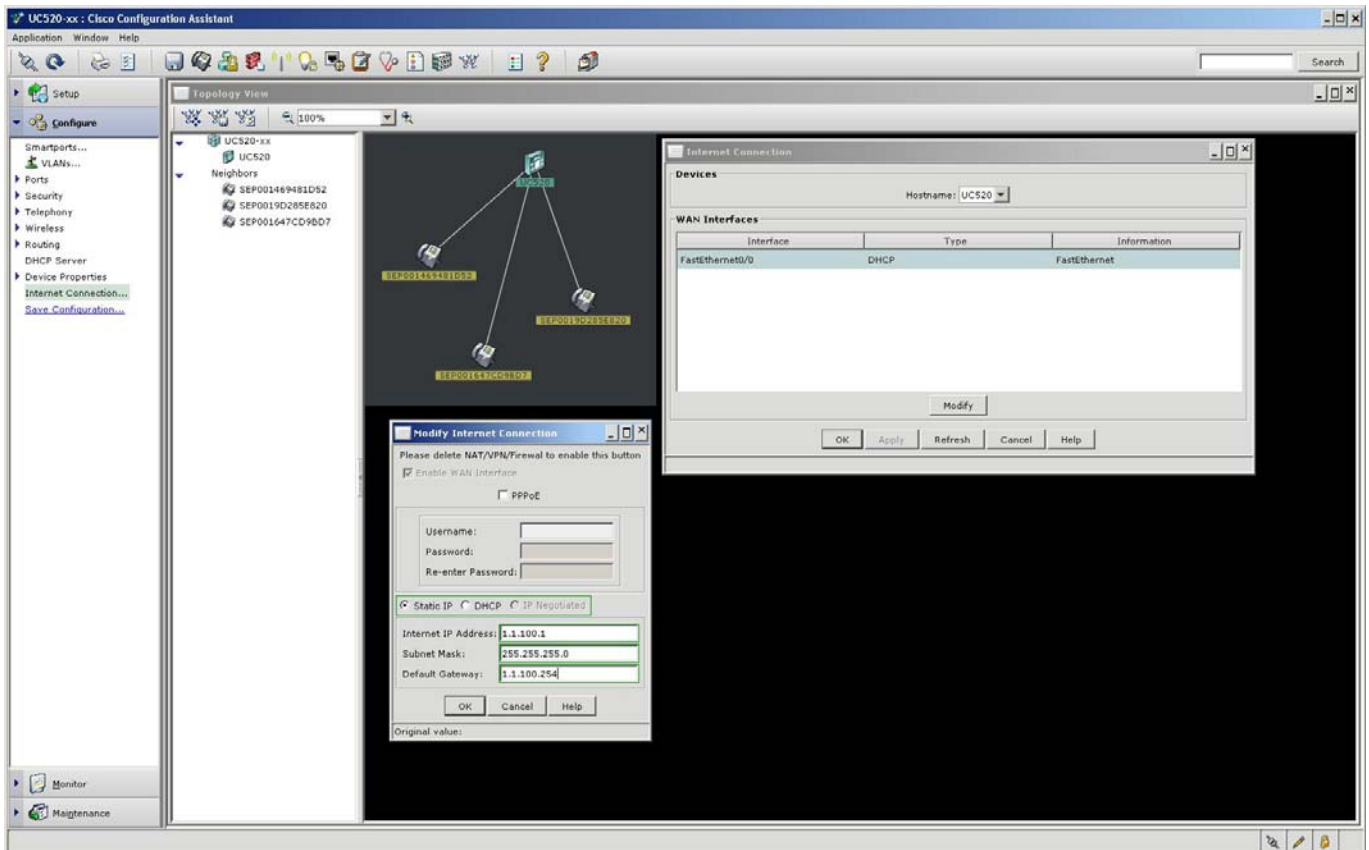 UC520-xx : Cisco Configuration Assistant
Application Window Help
Search
Setup
Configure
Smartports...
VLANs...
Ports
Security
Telephony
Wireless
Routing
DHCP Server
Device Properties
Internet Connection...
Save Configuration...
Monitor
Maintenance
Topology View
100%
UC520-xx
UC520
Neighbors
SEP001469481D52
SEP0019D285E820
SEP001647CD9BD7
UC520
SEP001469481D52
SEP0019D285E820
SEP001647CD9BD7
Internet Connection
Devices
Hostname: UC520
WAN Interfaces
Interface Type Information
FastEthernet0/0 DHCP FastEthernet
Modify
OK Apply Refresh Cancel Help
Modify Internet Connection
Please delete NAT/VPN/Firewal to enable this button
Enable WAN Interface
PPPoE
Username:
Password:
Re-enter Password:
Static IP DHCP IP Negotiated
Internet IP Address: 1.1.100.1
Subnet Mask: 255.255.255.0
Default Gateway: 1.1.100.254
OK Cancel Help
Original value: